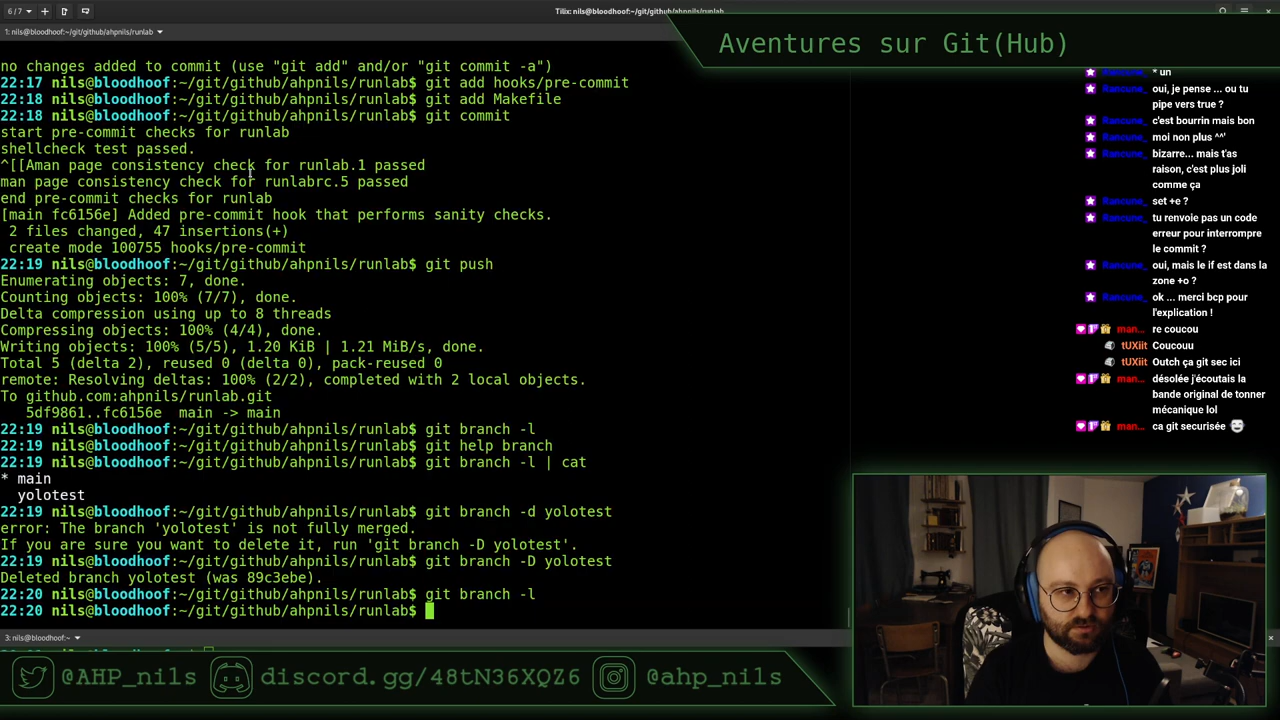 6 / 7
Tilix: nils@bloodhoof:~/git/github/ahpnils/runlab
1: nils@bloodhoof:~/git/github/ahpnils/runlab
Aventures sur Git(Hub)
no changes added to commit (use "git add" and/or "git commit -a")
22:17 nils@bloodhoof:~/git/github/ahpnils/runlab$ git add hooks/pre-commit
22:18 nils@bloodhoof:~/git/github/ahpnils/runlab$ git add Makefile
22:18 nils@bloodhoof:~/git/github/ahpnils/runlab$ git commit
start pre-commit checks for runlab
shellcheck test passed.
^[[Aman page consistency check for runlab.1 passed
man page consistency check for runlabrc.5 passed
end pre-commit checks for runlab
[main fc6156e] Added pre-commit hook that performs sanity checks.
2 files changed, 47 insertions(+)
create mode 100755 hooks/pre-commit
22:19 nils@bloodhoof:~/git/github/ahpnils/runlab$ git push
Enumerating objects: 7, done.
Counting objects: 100% (7/7), done.
Delta compression using up to 8 threads
Compressing objects: 100% (4/4), done.
Writing objects: 100% (5/5), 1.20 KiB | 1.21 MiB/s, done.
Total 5 (delta 2), reused 0 (delta 0), pack-reused 0
remote: Resolving deltas: 100% (2/2), completed with 2 local objects.
To github.com:ahpnils/runlab.git
5df9861..fc6156e  main -> main
22:19 nils@bloodhoof:~/git/github/ahpnils/runlab$ git branch -l
22:19 nils@bloodhoof:~/git/github/ahpnils/runlab$ git help branch
22:19 nils@bloodhoof:~/git/github/ahpnils/runlab$ git branch -l | cat
* main
yolotest
22:19 nils@bloodhoof:~/git/github/ahpnils/runlab$ git branch -d yolotest
error: The branch 'yolotest' is not fully merged.
If you are sure you want to delete it, run 'git branch -D yolotest'.
22:19 nils@bloodhoof:~/git/github/ahpnils/runlab$ git branch -D yolotest
Deleted branch yolotest (was 89c3ebe).
22:20 nils@bloodhoof:~/git/github/ahpnils/runlab$ git branch -l
22:20 nils@bloodhoof:~/git/github/ahpnils/runlab$
3: nils@bloodhoof:~
Rancune_ * un
Rancune_ oui, je pense ... ou tu
pipe vers true ?
Rancune_ c'est bourrin mais bon
Rancune_ moi non plus ^^'
Rancune_ bizarre... mais t'as
raison, c'est plus joli
comme ça
Rancune_ set +e ?
Rancune_ tu renvoie pas un code
erreur pour interrompre
le commit ?
Rancune_ oui, mais le if est dans la
zone +o ?
Rancune_ ok ... merci bcp pour
l'explication !
man... re coucou
tUXiit Coucouu
tUXiit Outch ça git sec ici
man... désolée j'écoutais la
bande original de tonner
mécanique lol
man... ca git securisée
@AHP_nils discord.gg/48tN36XQZ6 @ahp_nils